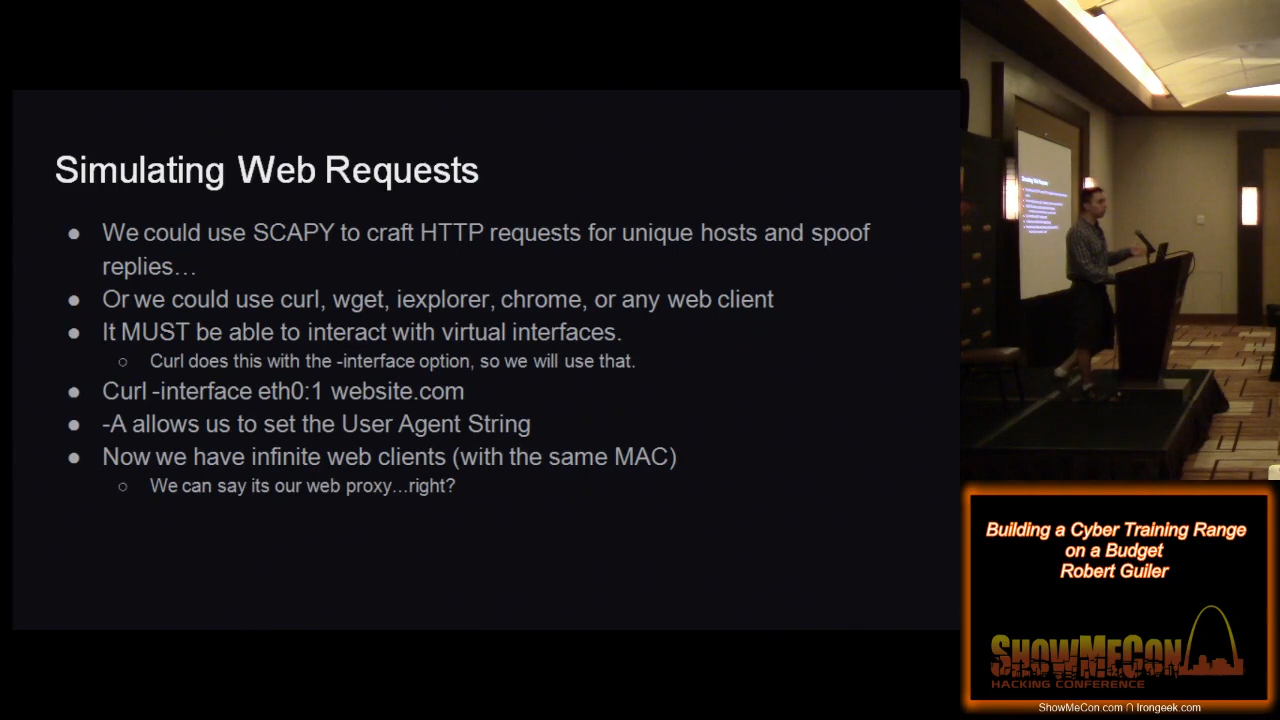 Simulating Web Requests
● We could use SCAPY to craft HTTP requests for unique hosts and spoof
replies…
● Or we could use curl, wget, iexplorer, chrome, or any web client
● It MUST be able to interact with virtual interfaces.
○ Curl does this with the -interface option, so we will use that.
● Curl -interface eth0:1 website.com
● -A allows us to set the User Agent String
● Now we have infinite web clients (with the same MAC)
○ We can say its our web proxy…right?
Building a Cyber Training Range
on a Budget
Robert Guiler
ShowMeCon
HACKING CONFERENCE
ShowMeCon.com ∩ Irongeek.com